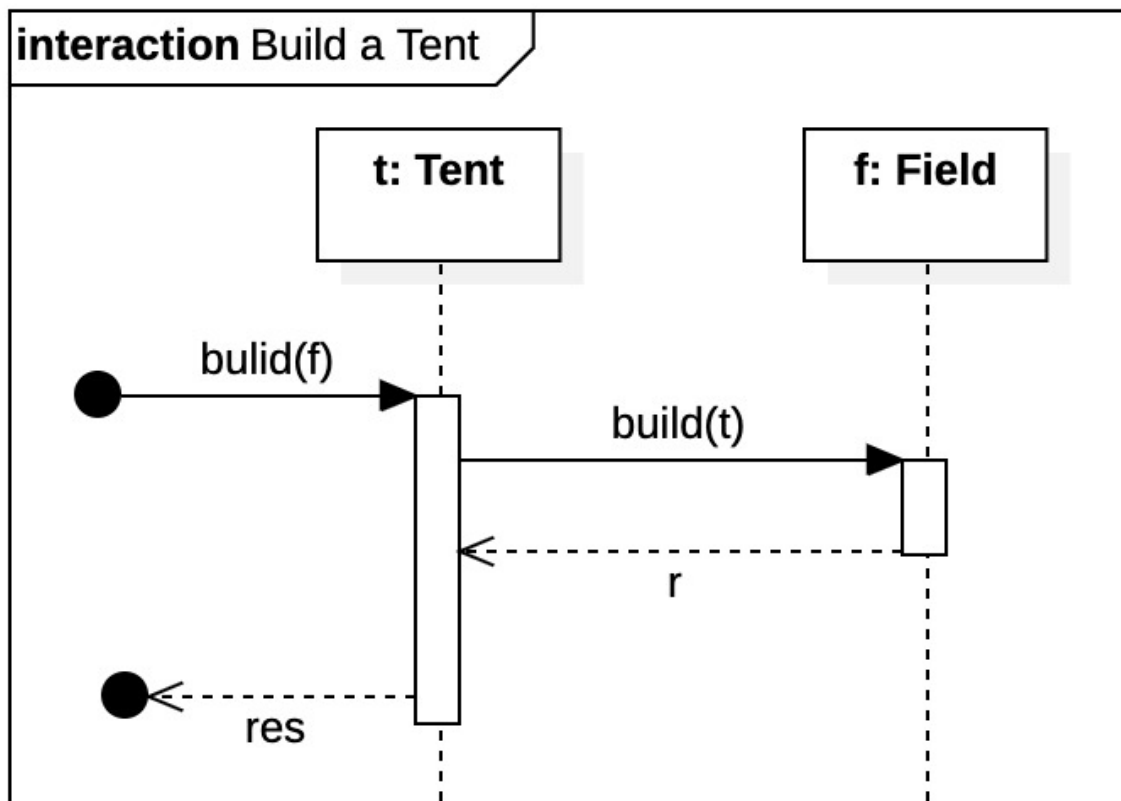 interaction Build a Tent
t: Tent
f: Field
bulid(f)
build(t)
r
res